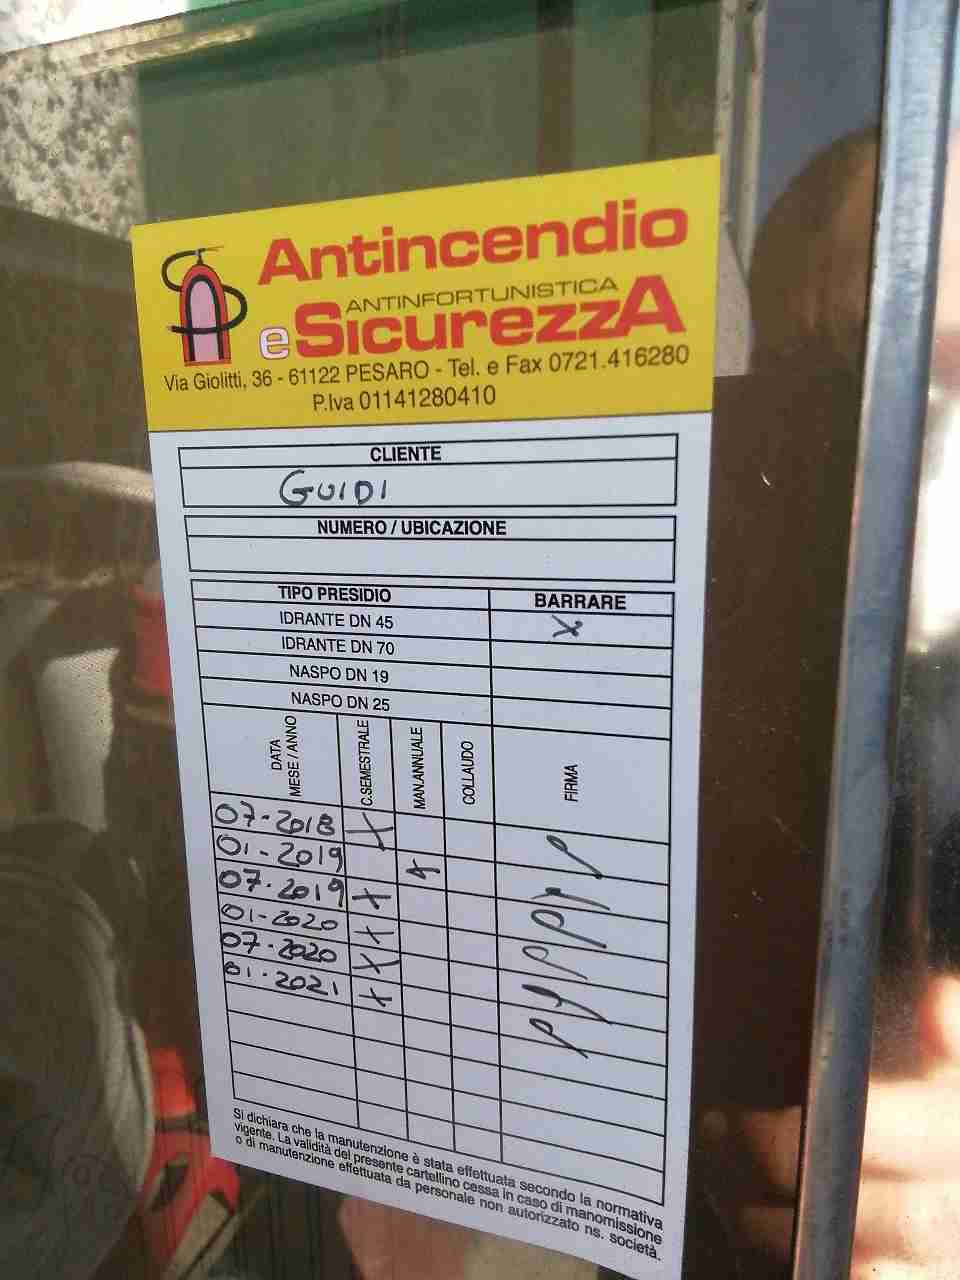 Antincendio
ANTINFORTUNISTICA
e SicurezzA
Via Giolitti, 36 - 61122 PESARO - Tel. e Fax 0721.416280
P.Iva 01141280410
CLIENTE
GUIDI
NUMERO / UBICAZIONE
TIPO PRESIDIO BARRARE
IDRANTE DN 45 X
IDRANTE DN 70
NASPO DN 19
NASPO DN 25
DATA MESE / ANNO C.SEMESTRALE MAN.ANNUALE COLLAUDO FIRMA
07-2018 X
01-2019 X
07-2019 X
01-2020 X
07-2020 X
01-2021 X
Si dichiara che la manutenzione è stata effettuata secondo la normativa
vigente. La validità del presente cartellino cessa in caso di manomissione
o di manutenzione effettuata da personale non autorizzato ns. società.